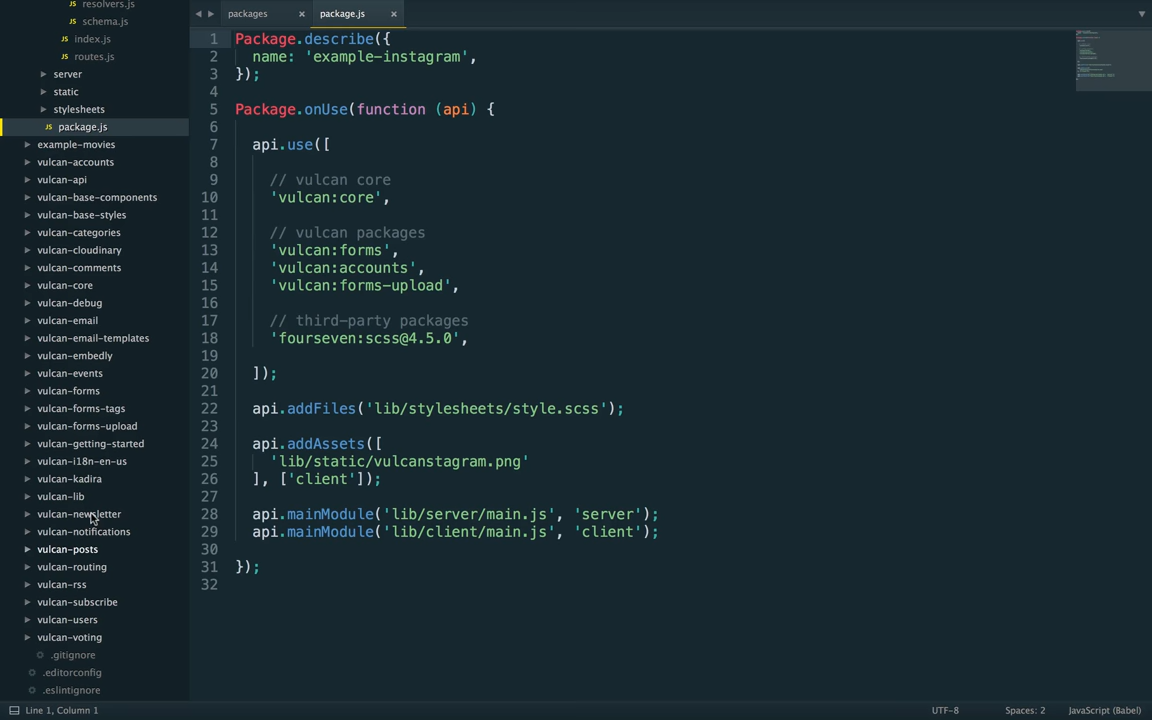 resolvers.js
schema.js
index.js
routes.js
server
static
stylesheets
package.js
example-movies
vulcan-accounts
vulcan-api
vulcan-base-components
vulcan-base-styles
vulcan-categories
vulcan-cloudinary
vulcan-comments
vulcan-core
vulcan-debug
vulcan-email
vulcan-email-templates
vulcan-embedly
vulcan-events
vulcan-forms
vulcan-forms-tags
vulcan-forms-upload
vulcan-getting-started
vulcan-i18n-en-us
vulcan-kadira
vulcan-lib
vulcan-newsletter
vulcan-notifications
vulcan-posts
vulcan-routing
vulcan-rss
vulcan-subscribe
vulcan-users
vulcan-voting
.gitignore
.editorconfig
.eslintignore
packages × package.js ×
1 Package.describe({
2   name: 'example-instagram',
3 });
4
5 Package.onUse(function (api) {
6
7   api.use([
8
9     // vulcan core
10     'vulcan:core',
11
12     // vulcan packages
13     'vulcan:forms',
14     'vulcan:accounts',
15     'vulcan:forms-upload',
16
17     // third-party packages
18     'fourseven:scss@4.5.0',
19
20   ]);
21
22   api.addFiles('lib/stylesheets/style.scss');
23
24   api.addAssets([
25     'lib/static/vulcanstagram.png'
26   ], ['client']);
27
28   api.mainModule('lib/server/main.js', 'server');
29   api.mainModule('lib/client/main.js', 'client');
30
31 });
32
Line 1, Column 1 UTF-8 Spaces: 2 JavaScript (Babel)